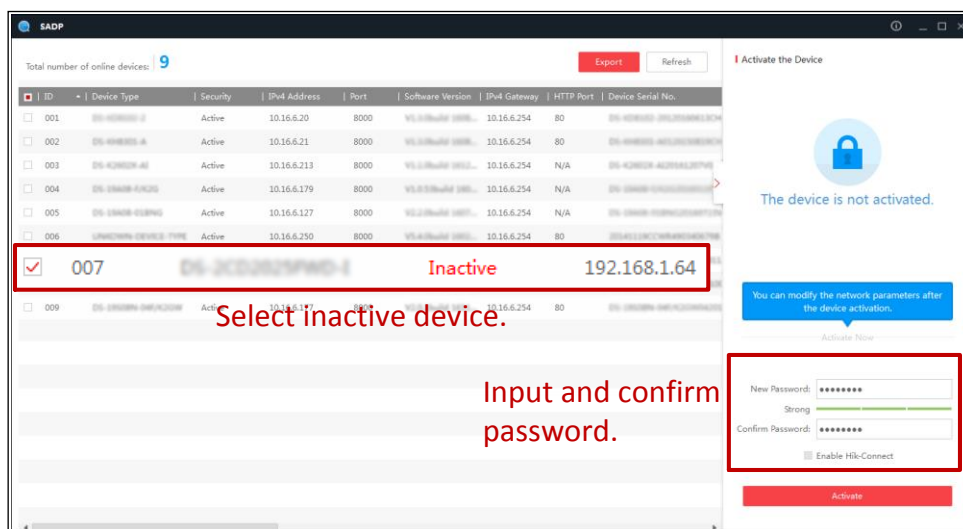 SADP
Total number of online devices: 9
Export
Refresh
ID | Device Type | Security | IPv4 Address | Port | Software Version | IPv4 Gateway | HTTP Port | Device Serial No.
001 Active 10.16.6.20 8000 10.16.6.254 80
002 Active 10.16.6.21 8000 10.16.6.254 80
003 Active 10.16.6.213 8000 10.16.6.254 N/A
004 Active 10.16.6.179 8000 10.16.6.254 N/A
005 Active 10.16.6.127 8000 10.16.6.254 N/A
006 Active 10.16.6.250 8000 10.16.6.254 80
007 Inactive 192.168.1.64
009 10.16.6.254 80
Select inactive device.
Input and confirm
password.
Activate the Device
The device is not activated.
You can modify the network parameters after
the device activation.
Activate Now
New Password:
Strong
Confirm Password:
Enable Hik-Connect
Activate